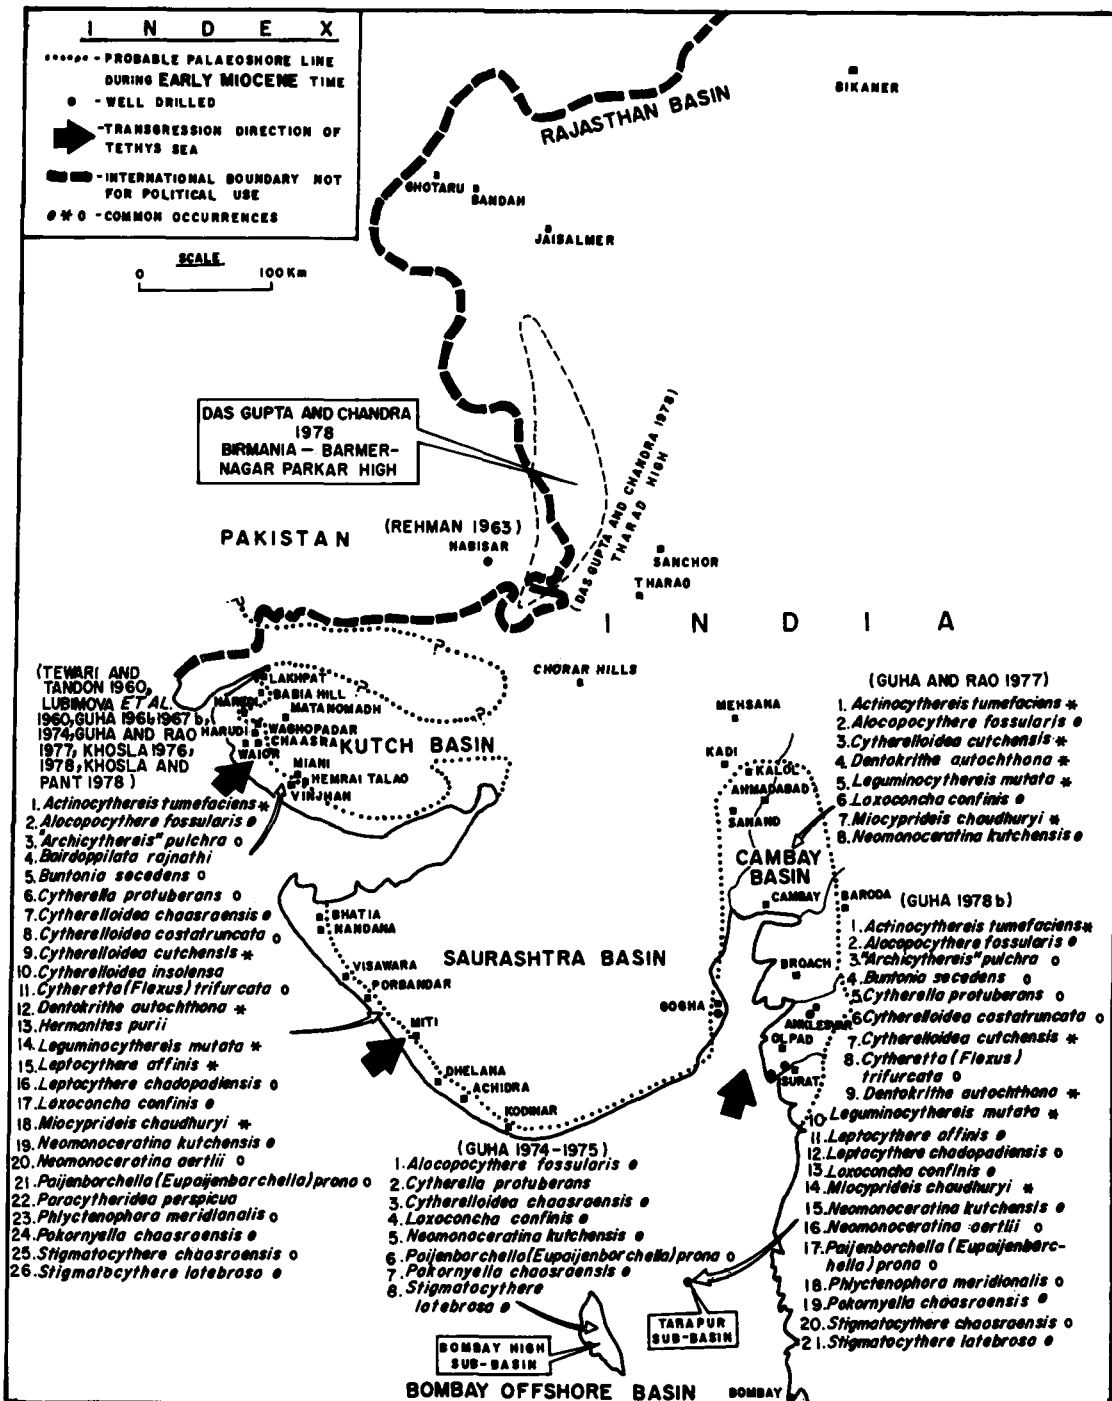 I N D E X
- PROBABLE PALAEOSHORE LINE
DURING EARLY MIOCENE TIME
- WELL DRILLED
-TRANSGRESSION DIRECTION OF
TETHYS SEA
-INTERNATIONAL BOUNDARY NOT
FOR POLITICAL USE
- COMMON OCCURRENCES
SCALE
0 100 Km
RAJASTHAN BASIN
BIKANER
GHOTARU
BANDAH
JAISALMER
DAS GUPTA AND CHANDRA
1978
BIRMANIA – BARMER-
NAGAR PARKAR HIGH
(DAS GUPTA AND CHANDRA 1978)
THARAD HIGH
PAKISTAN
(REHMAN 1963)
NABISAR
SANCHOR
THARAD
I N D I A
?
?
?
?
CHORAR HILLS
MEHSANA
KADI
KALOL
AHMADABAD
SANAND
CAMBAY
BASIN
CAMBAY
BARODA
BROACH
ANKLESVAR
OLPAD
SURAT
GOGHA
LAKHPAT
BABIA HILL
MATANOMADH
HARUDI
WAGHOPADAR
CHAASRA
WAIOR
KUTCH BASIN
MIANI
HEMRAI TALAO
VINJHAN
BHATIA
NANDANA
SAURASHTRA BASIN
VISAWARA
PORBANDAR
MITI
DHELANA
ACHIDRA
KODINAR
(TEWARI AND
TANDON 1960,
LUBIMOVA ET AL.
1960, GUHA 1961, 1967 b,
1974, GUHA AND RAO
1977, KHOSLA 1976,
1978, KHOSLA AND
PANT 1978)
1. Actinocythereis tumefaciens *
2. Alocopocythere fossularis ●
3. "Archicythereis" pulchra o
4. Bairdoppilata rajnathi
5. Buntonia secedens o
6. Cytherella protuberans o
7. Cytherelloidea chaasraensis ●
8. Cytherelloidea costatruncata o
9. Cytherelloidea cutchensis *
10. Cytherelloidea insolensa
11. Cytheretta (Flexus) trifurcata o
12. Dentokrithe autochthona *
13. Hermanites purii
14. Leguminocythereis mutata *
15. Leptocythere affinis *
16. Leptocythere chadopadiensis o
17. Loxoconcha confinis ●
18. Miocyprideis chaudhuryi *
19. Neomonoceratina kutchensis ●
20. Neomonoceratina aertlii o
21. Paijenborchella (Eupaijenbarchella) prona o
22. Paracytheridea perspicua
23. Phlyctenophora meridianalis o
24. Pokornyella chaasraensis ●
25. Stigmatocythere chaasraensis o
26. Stigmatocythere latebrosa ●
(GUHA 1974-1975)
1. Alocopocythere fossularis ●
2. Cytherella protuberans
3. Cytherelloidea chaasraensis ●
4. Loxoconcha confinis ●
5. Neomonoceratina kutchensis ●
6. Paijenborchella (Eupaijenborchella) prona o
7. Pokornyella chaasraensis ●
8. Stigmatocythere
latebrosa ●
(GUHA AND RAO 1977)
1. Actinocythereis tumefaciens *
2. Alocopocythere fossularis ●
3. Cytherelloidea cutchensis *
4. Dentokrithe autochthona *
5. Leguminocythereis mutata *
6. Loxoconcha confinis ●
7. Miocyprideis chaudhuryi *
8. Neomonoceratina kutchensis ●
(GUHA 1978 b)
1. Actinocythereis tumefaciens *
2. Alocopocythere fossularis ●
3. "Archicythereis" pulchra o
4. Buntonia secedens o
5. Cytherella protuberans o
6. Cytherelloidea costatruncata o
7. Cytherelloidea cutchensis *
8. Cytheretta (Flexus)
trifurcata o
9. Dentokrithe autochthona *
10. Leguminocythereis mutata *
11. Leptocythere affinis ●
12. Leptacythere chadopadiensis o
13. Loxoconcha confinis ●
14. Miocyprideis chaudhuryi *
15. Neomonoceratina kutchensis ●
16. Neomonoceratina aertlii o
17. Paijenborchella (Eupaijenbar-
chella) prona o
18. Phlyctenophora meridionalis o
19. Pokornyella chaasraensis ●
20. Stigmatocythere chaasraensis o
21. Stigmatocythere latebrosa ●
TARAPUR
SUB-BASIN
BOMBAY HIGH
SUB-BASIN
BOMBAY OFFSHORE BASIN
BOMBAY